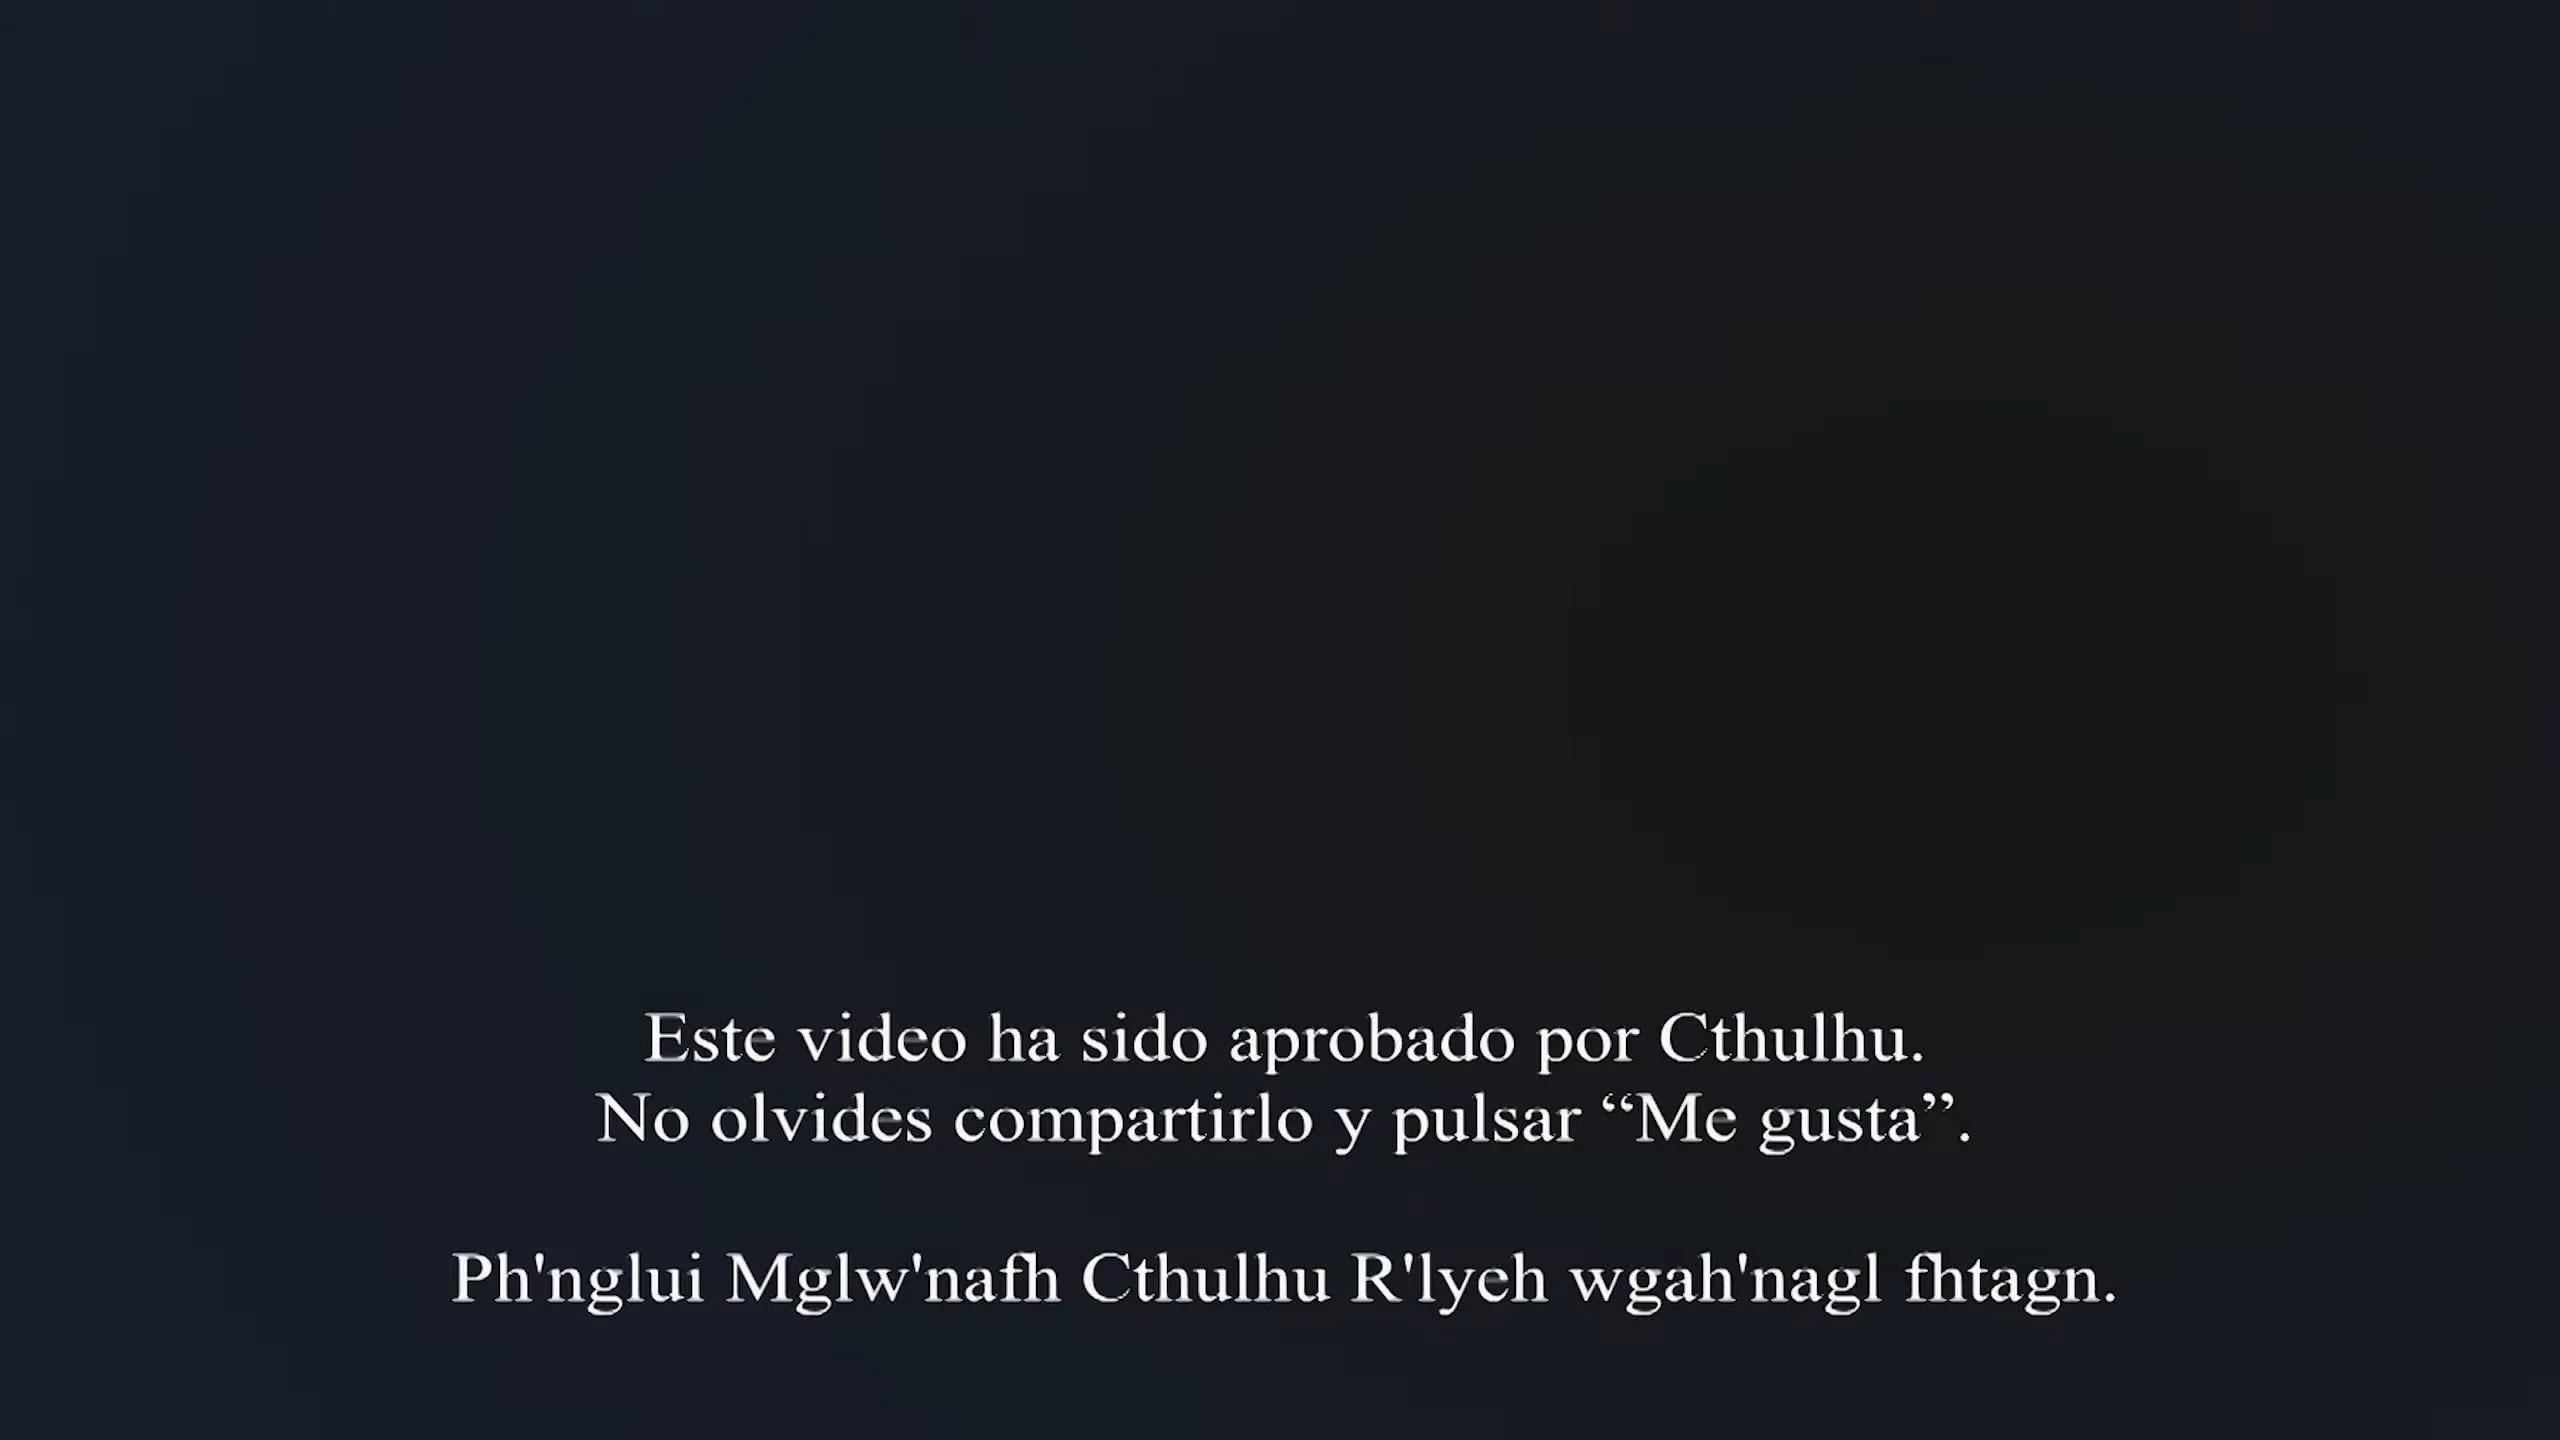 Este video ha sido aprobado por Cthulhu.
No olvides compartirlo y pulsar “Me gusta”.
Ph'nglui Mglw'nafh Cthulhu R'lyeh wgah'nagl fhtagn.